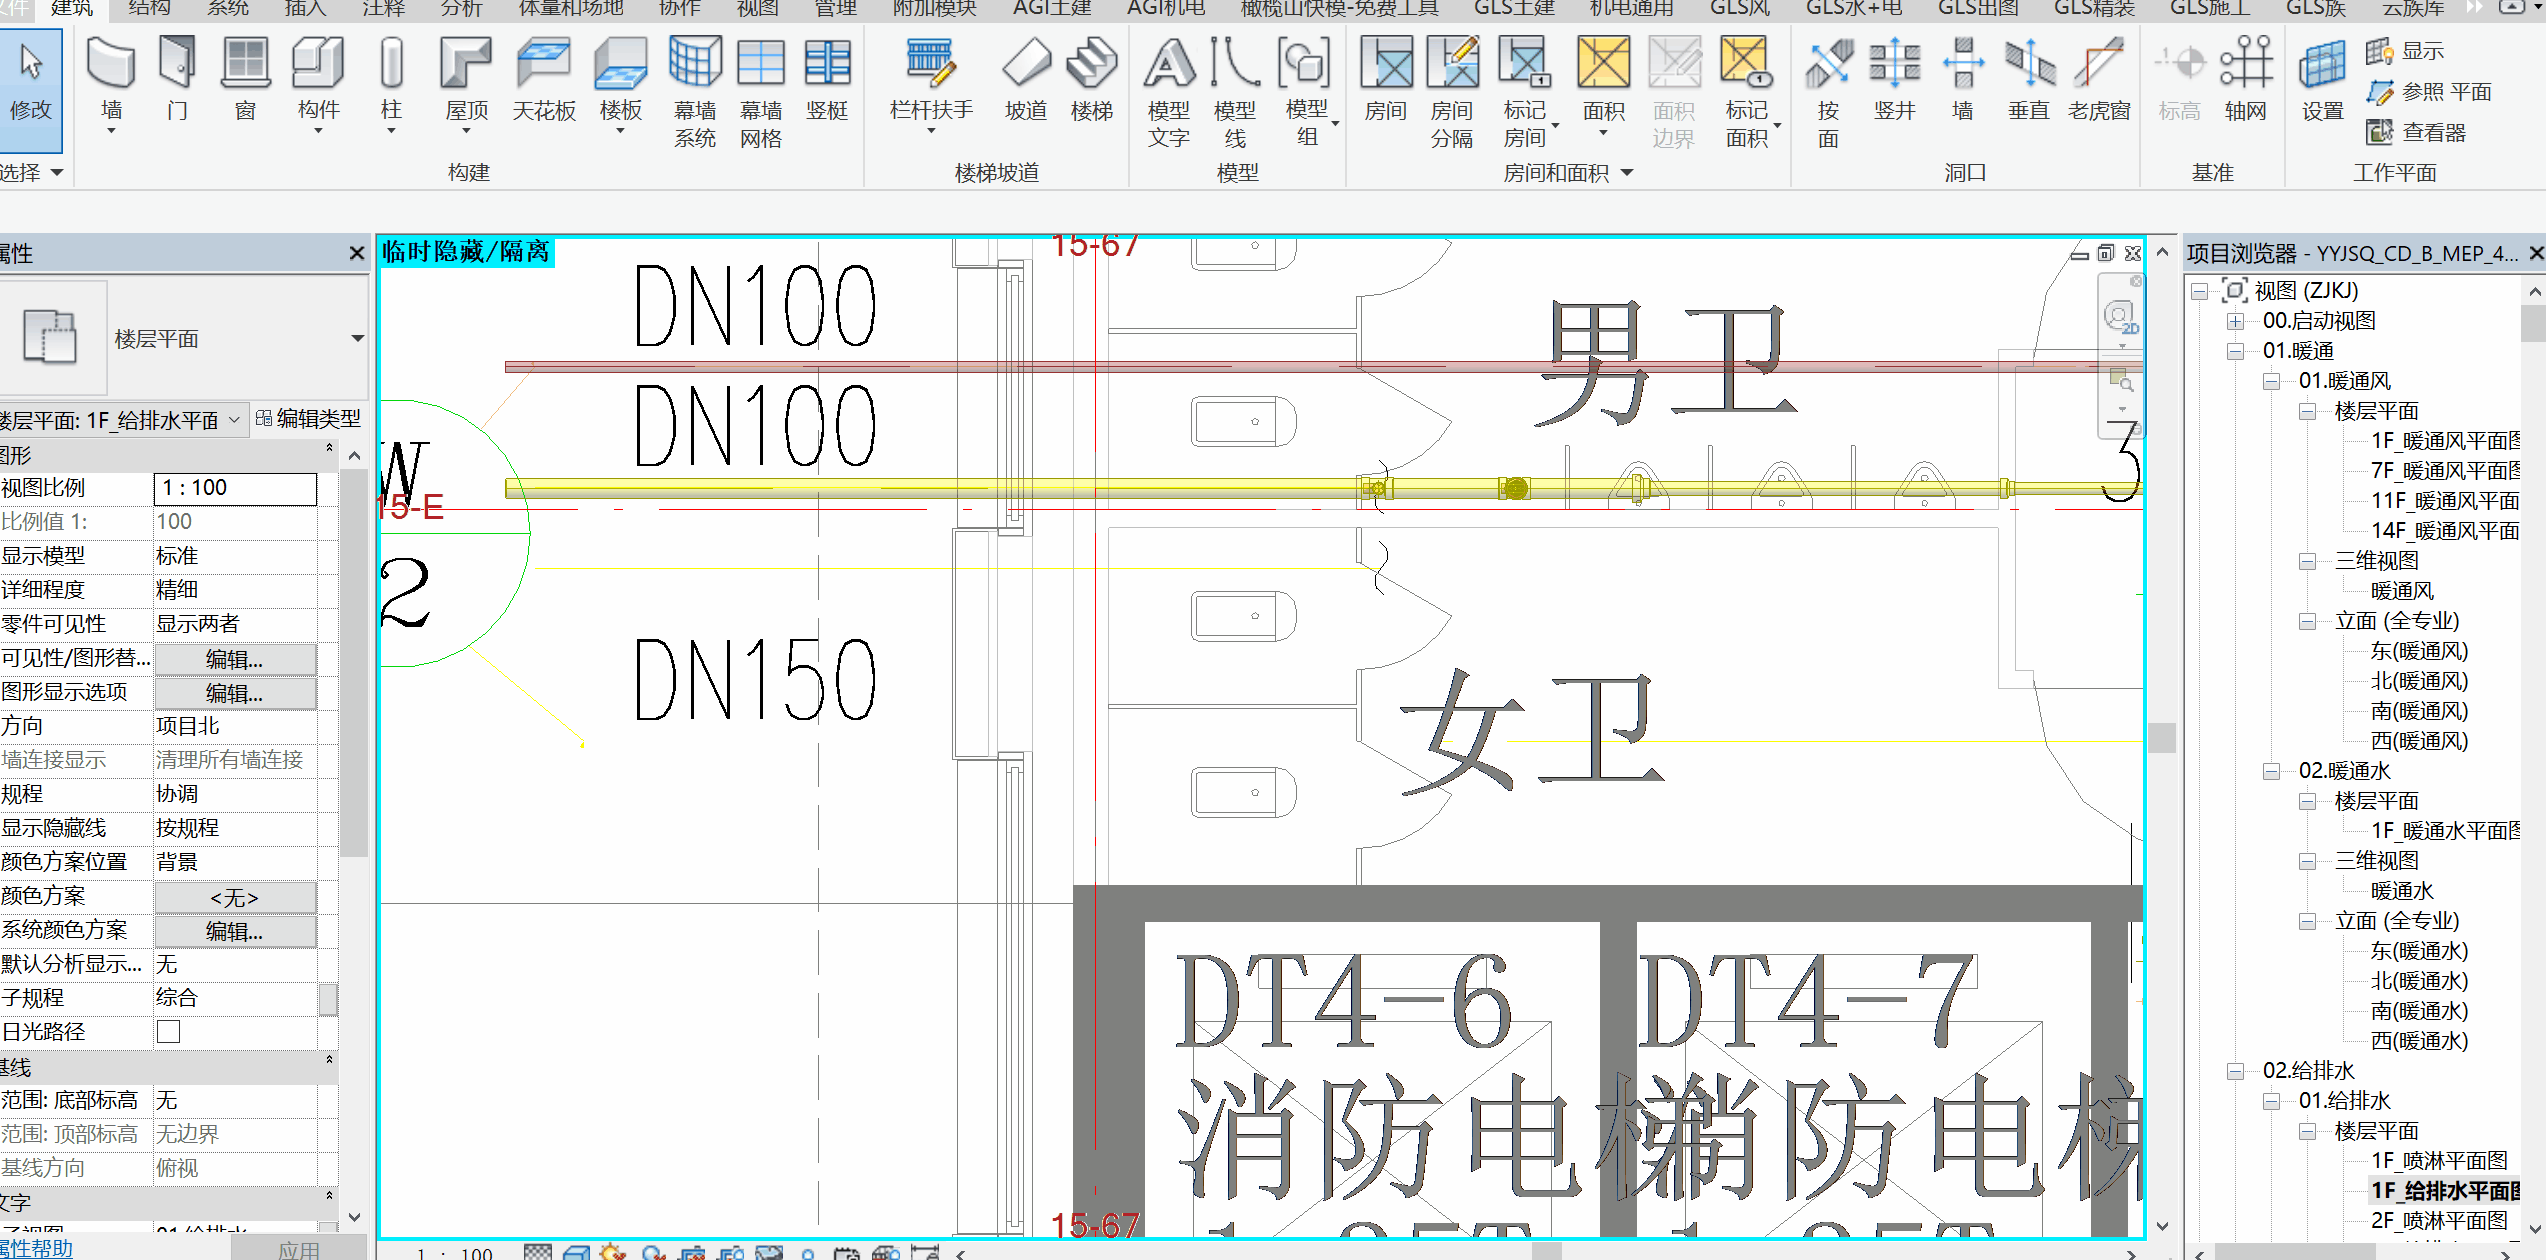 文件 建筑 结构 系统 插入 注释 分析 体量和场地 协作 视图 管理 附加模块 AGI土建 AGI机电 橄榄山快模-免费工具 GLS土建 机电通用 GLS风 GLS水+电 GLS出图 GLS精装 GLS施工 GLS族 云族库
修改 墙 门 窗 构件 柱 屋顶 天花板 楼板 幕墙系统 幕墙网格 竖梃 栏杆扶手 坡道 楼梯 模型文字 模型线 模型组 房间 房间分隔 标记房间 面积 面积边界 标记面积 按面 竖井 墙 垂直 老虎窗 标高 轴网 设置 显示
参照 平面
查看器
选择 构建 楼梯坡道 模型 房间和面积 洞口 基准 工作平面
属性
楼层平面
楼层平面: 1F_给排水平面 编辑类型
图形
视图比例 1 : 100
比例值 1: 100
显示模型 标准
详细程度 精细
零件可见性 显示两者
可见性/图形替... 编辑...
图形显示选项 编辑...
方向 项目北
墙连接显示 清理所有墙连接
规程 协调
显示隐藏线 按规程
颜色方案位置 背景
颜色方案 <无>
系统颜色方案 编辑...
默认分析显示... 无
子规程 综合
日光路径
基线
范围: 底部标高 无
范围: 顶部标高 无边界
基线方向 俯视
文字
子视图 01.给排水
属性帮助 应用
临时隐藏/隔离
15-67
DN100
男卫
DN100
W
15-E
3
2
DN150
女卫
DT4-6 DT4-7
消防电梯 消防电梯
15-67
2D
1 : 100
项目浏览器 - YYJSQ_CD_B_MEP_4...
视图 (ZJKJ)
00.启动视图
01.暖通
01.暖通风
楼层平面
1F_暖通风平面图
7F_暖通风平面图
11F_暖通风平面
14F_暖通风平面
三维视图
暖通风
立面 (全专业)
东(暖通风)
北(暖通风)
南(暖通风)
西(暖通风)
02.暖通水
楼层平面
1F_暖通水平面图
三维视图
暖通水
立面 (全专业)
东(暖通水)
北(暖通水)
南(暖通水)
西(暖通水)
02.给排水
01.给排水
楼层平面
1F_喷淋平面图
1F_给排水平面图
2F_喷淋平面图